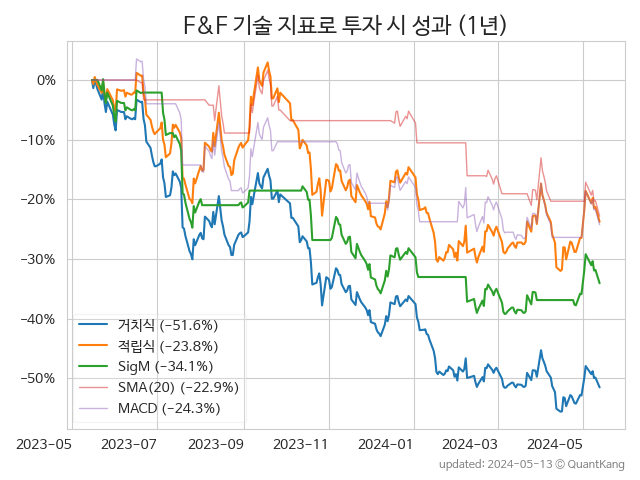 F&F 기술 지표로 투자 시 성과 (1년)
0%
−10%
−20%
−30%
−40%
−50%
거치식 (−51.6%)
적립식 (−23.8%)
SigM (−34.1%)
SMA(20) (−22.9%)
MACD (−24.3%)
2023−05 2023−07 2023−09 2023−11 2024−01 2024−03 2024−05
updated: 2024-05-13 © QuantKang